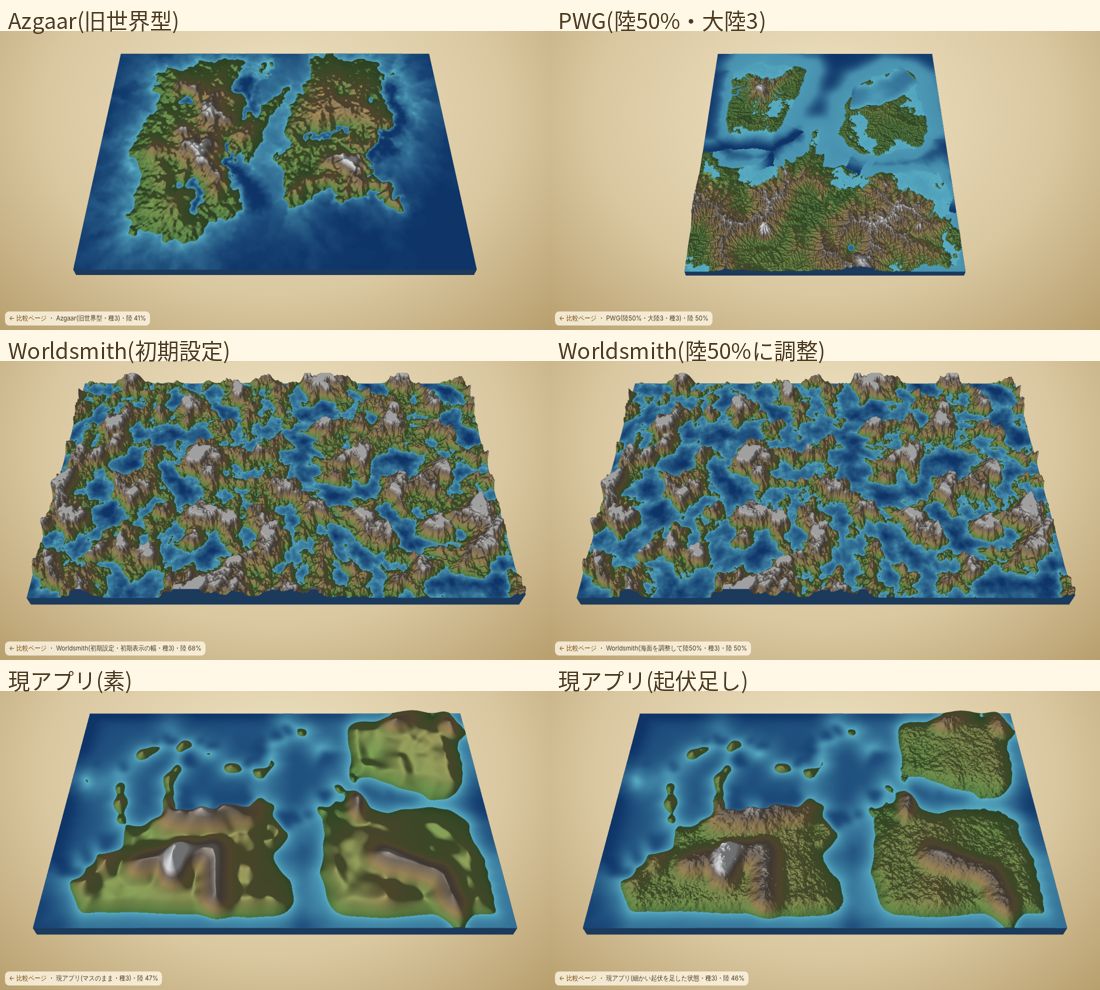 Azgaar(旧世界型)
PWG(陸50%・大陸3)
← 比較ページ ・ Azgaar(旧世界型・種3)・陸 41%
← 比較ページ ・ PWG(陸50%・大陸3・種3)・陸 50%
Worldsmith(初期設定)
Worldsmith(陸50%に調整)
← 比較ページ ・ Worldsmith(初期設定・初期表示の幅・種3)・陸 68%
← 比較ページ ・ Worldsmith(海面を調整して陸50%・種3)・陸 50%
現アプリ(素)
現アプリ(起伏足し)
← 比較ページ ・ 現アプリ(マスのまま・種3)・陸 47%
← 比較ページ ・ 現アプリ(細かい起伏を足した状態・種3)・陸 46%